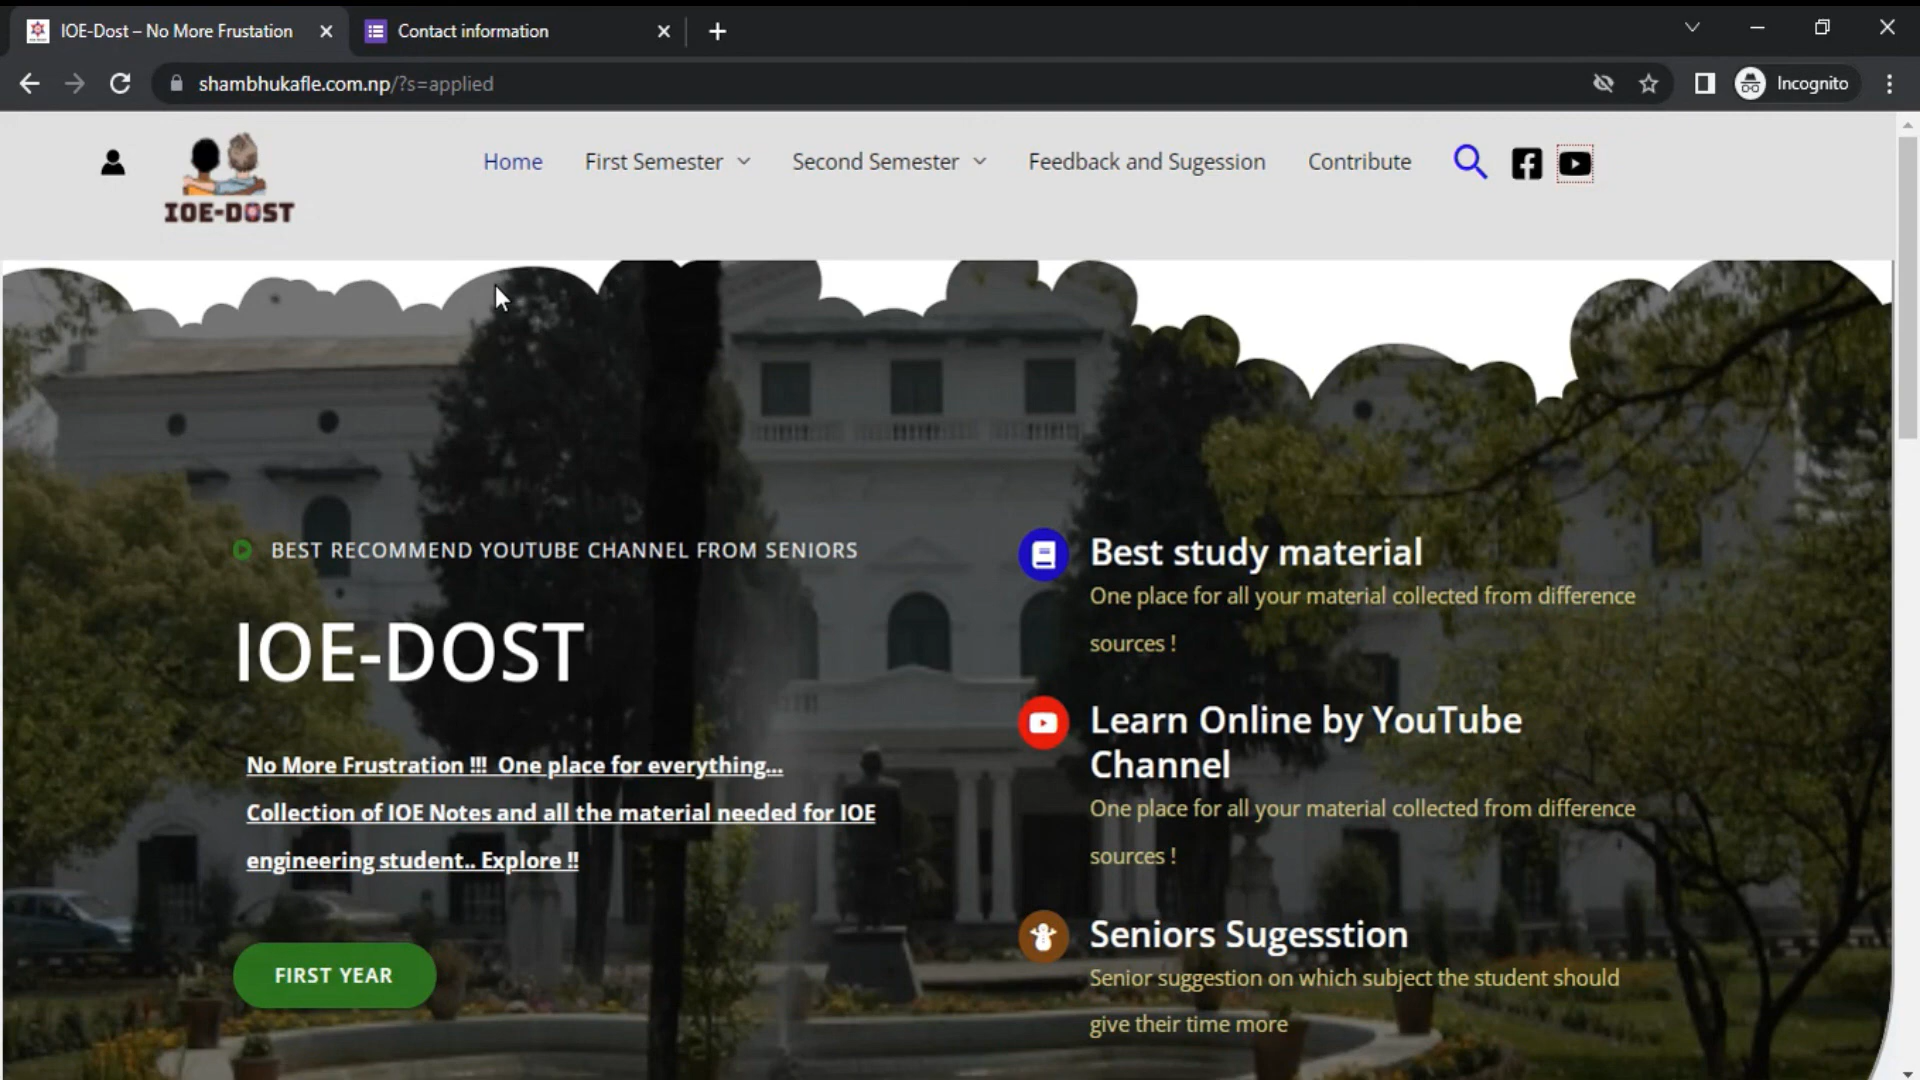 IOE-Dost – No More Frustation
Contact information
shambhukafle.com.np/?s=applied
Incognito
IOE-DOST
Home
First Semester
Second Semester
Feedback and Sugession
Contribute
BEST RECOMMEND YOUTUBE CHANNEL FROM SENIORS
IOE-DOST
No More Frustration !!! One place for everything...
Collection of IOE Notes and all the material needed for IOE
engineering student.. Explore !!
FIRST YEAR
Best study material
One place for all your material collected from difference
sources !
Learn Online by YouTube
Channel
One place for all your material collected from difference
sources !
Seniors Sugesstion
Senior suggestion on which subject the student should
give their time more